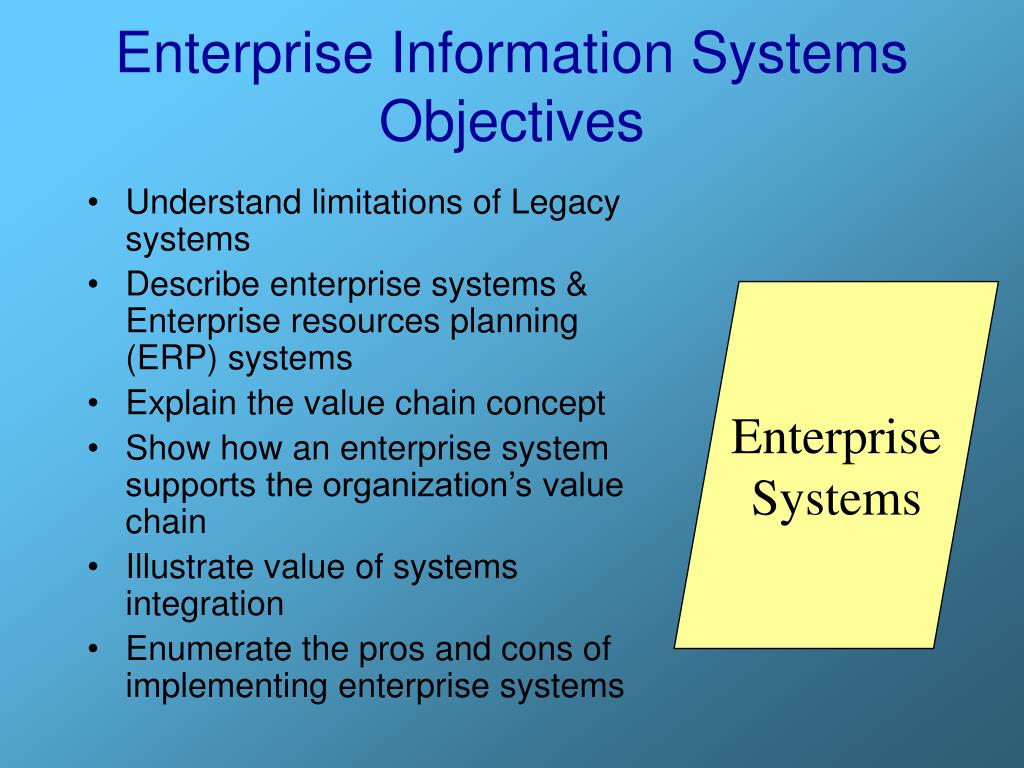 Enterprise Information Systems
Objectives
• Understand limitations of Legacy
systems
• Describe enterprise systems &
Enterprise resources planning
(ERP) systems
• Explain the value chain concept
• Show how an enterprise system
supports the organization’s value
chain
• Illustrate value of systems
integration
• Enumerate the pros and cons of
implementing enterprise systems
Enterprise
Systems